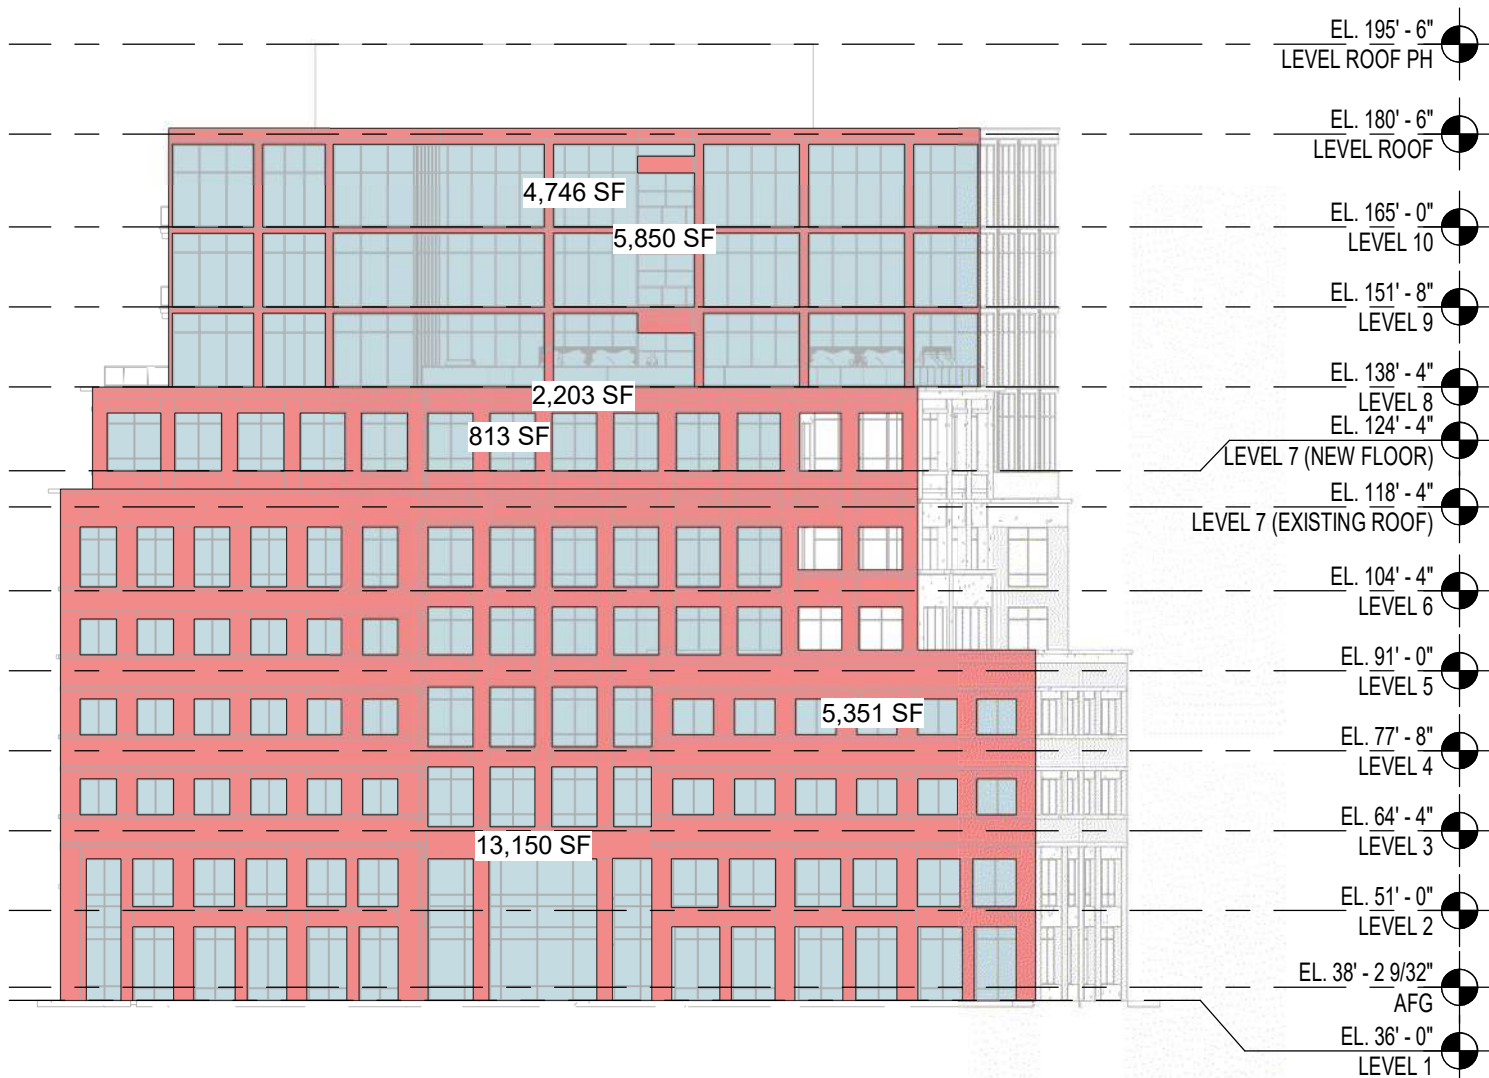 EL. 195' - 6"
LEVEL ROOF PH
EL. 180' - 6"
LEVEL ROOF
4,746 SF
EL. 165' - 0"
LEVEL 10
5,850 SF
EL. 151' - 8"
LEVEL 9
EL. 138' - 4"
LEVEL 8
2,203 SF
EL. 124' - 4"
LEVEL 7 (NEW FLOOR)
813 SF
EL. 118' - 4"
LEVEL 7 (EXISTING ROOF)
EL. 104' - 4"
LEVEL 6
EL. 91' - 0"
LEVEL 5
5,351 SF
EL. 77' - 8"
LEVEL 4
EL. 64' - 4"
LEVEL 3
13,150 SF
EL. 51' - 0"
LEVEL 2
EL. 38' - 2 9/32"
AFG
EL. 36' - 0"
LEVEL 1